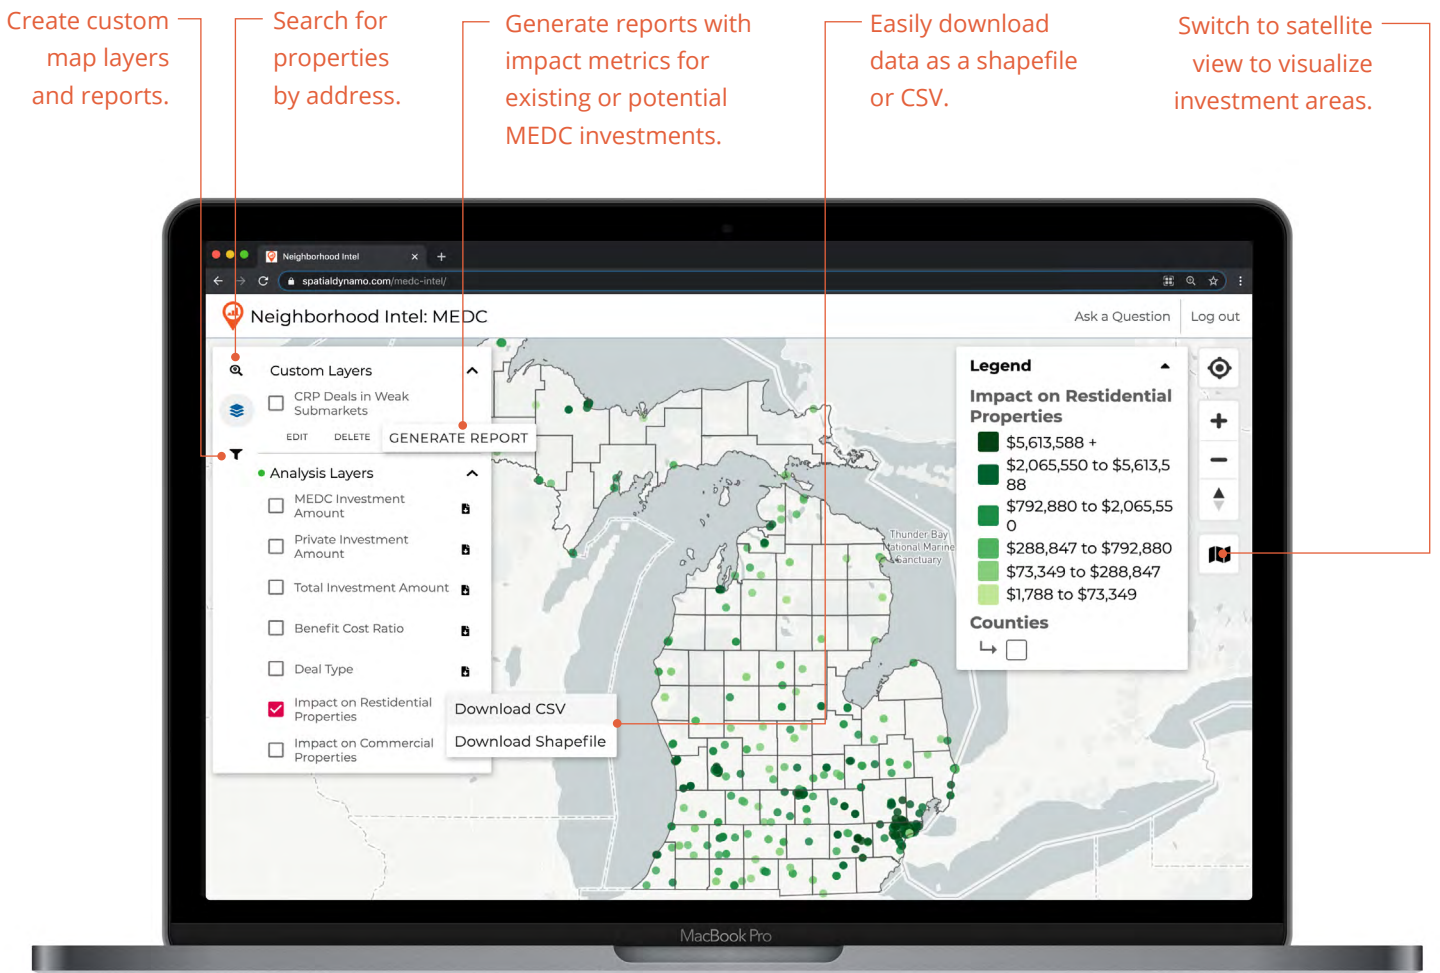 Create custom
map layers
and reports.
Search for
properties
by address.
Generate reports with
impact metrics for
existing or potential
MEDC investments.
Easily download
data as a shapefile
or CSV.
Switch to satellite
view to visualize
investment areas.
Neighborhood Intel
spatialdynamo.com/medc-intel/
Neighborhood Intel: MEDC
Ask a Question
Log out
Custom Layers
CRP Deals in Weak
Submarkets
EDIT
DELETE
GENERATE REPORT
Analysis Layers
MEDC Investment
Amount
Private Investment
Amount
Total Investment Amount
Benefit Cost Ratio
Deal Type
Impact on Restidential
Properties
Impact on Commercial
Properties
Download CSV
Download Shapefile
Thunder Bay
National Marine
Sanctuary
Legend
Impact on Restidential
Properties
$5,613,588 +
$2,065,550 to $5,613,5
88
$792,880 to $2,065,55
0
$288,847 to $792,880
$73,349 to $288,847
$1,788 to $73,349
Counties
MacBook Pro